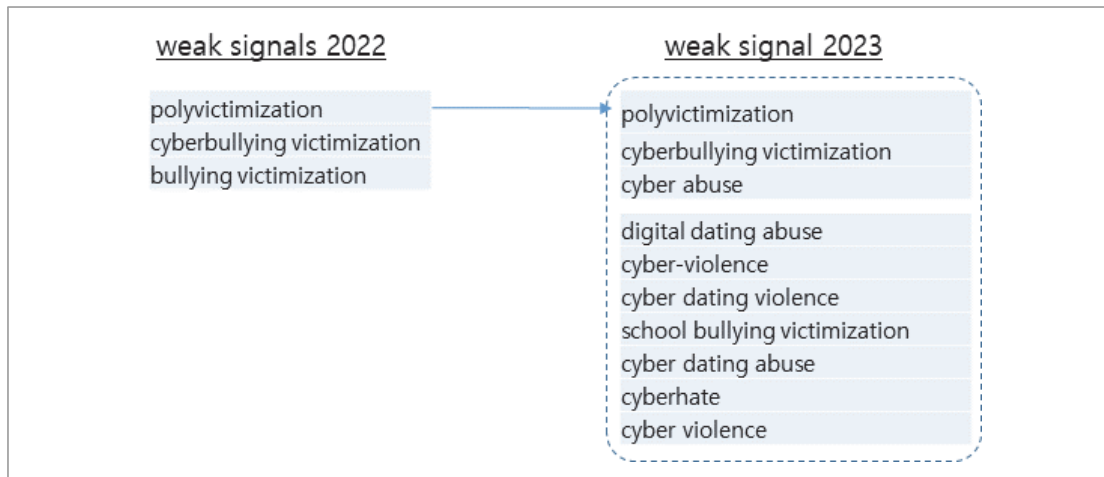 weak signals 2022
polyvictimization
cyberbullying victimization
bullying victimization
weak signal 2023
polyvictimization
cyberbullying victimization
cyber abuse
digital dating abuse
cyber-violence
cyber dating violence
school bullying victimization
cyber dating abuse
cyberhate
cyber violence